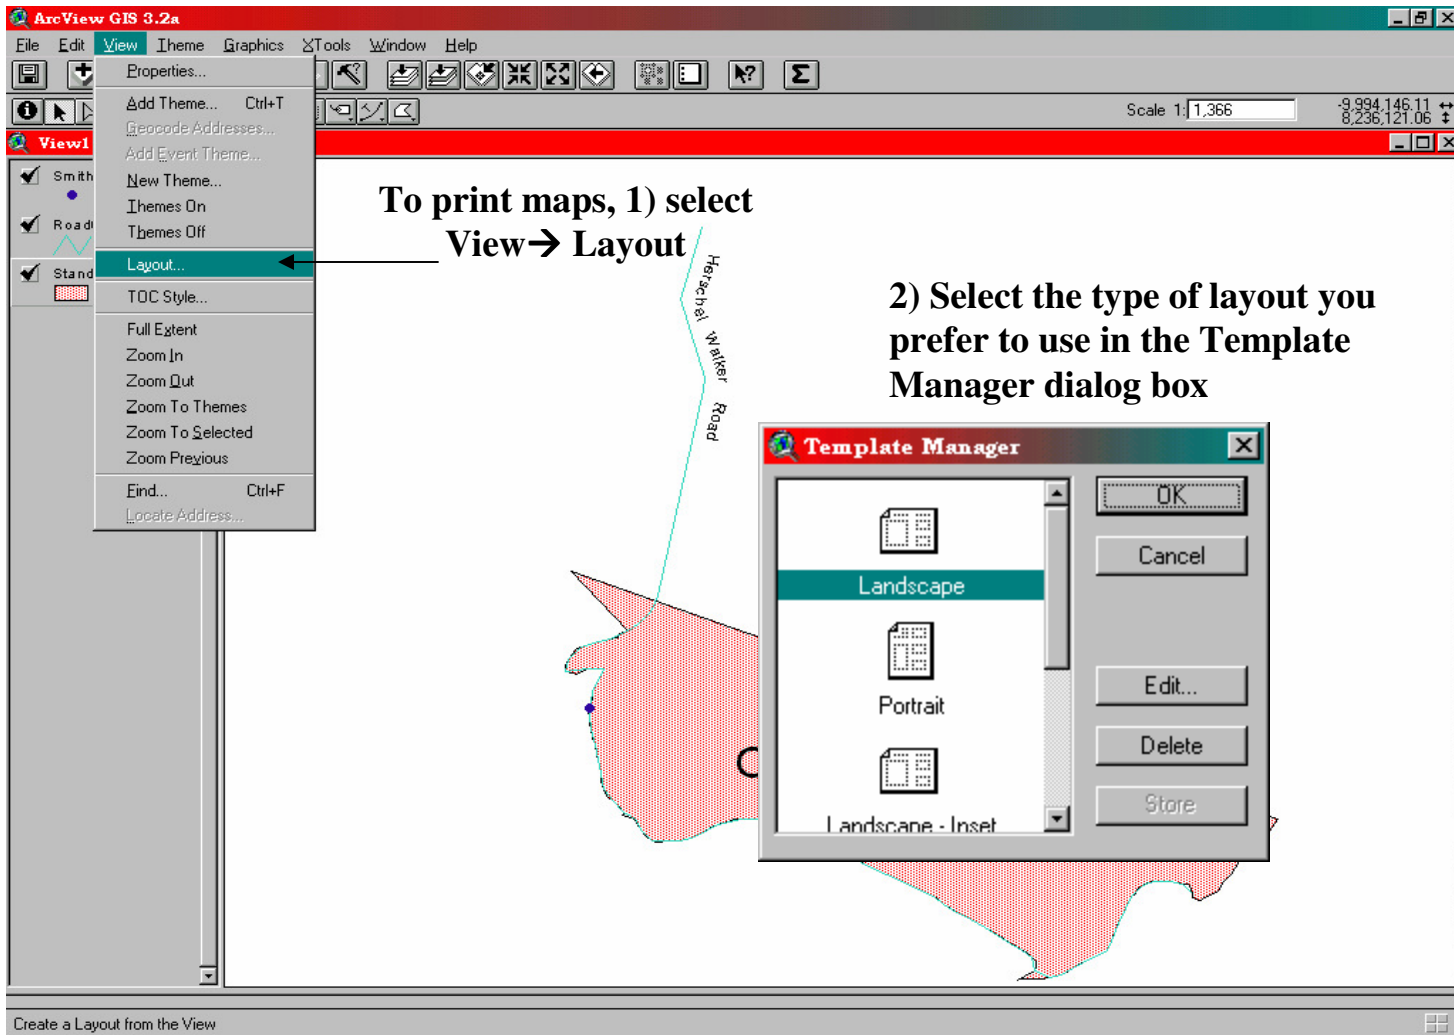 ArcView GIS 3.2a
File Edit View Theme Graphics XTools Window Help
Scale 1: 1,366
-9,994,146.11
8,236,121.06
View1
Smith
Road
Stand
Properties...
Add Theme... Ctrl+T
Geocode Addresses...
Add Event Theme...
New Theme...
Themes On
Themes Off
Layout...
TOC Style...
Full Extent
Zoom In
Zoom Out
Zoom To Themes
Zoom To Selected
Zoom Previous
Find... Ctrl+F
Locate Address...
To print maps, 1) select
View→ Layout
Herschel Walker Road
2) Select the type of layout you
prefer to use in the Template
Manager dialog box
Template Manager
Landscape
Portrait
Landscape - Inset
OK
Cancel
Edit...
Delete
Store
Create a Layout from the View